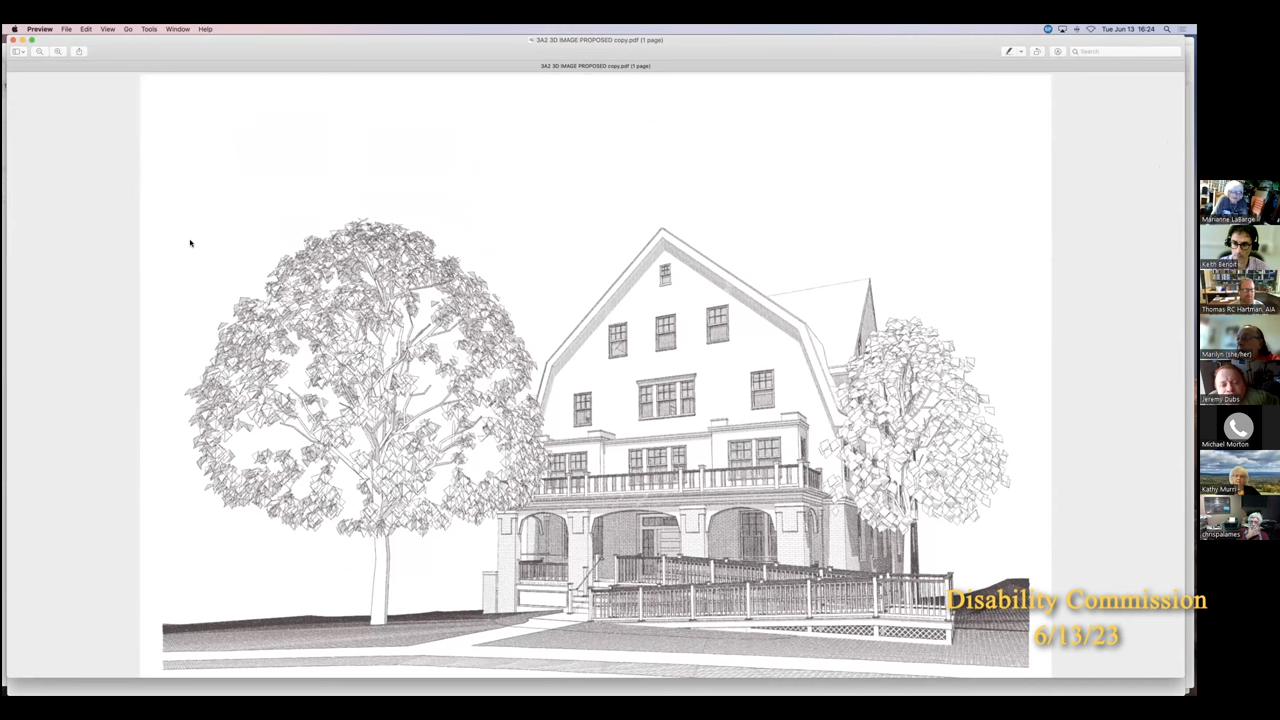 Preview File Edit View Go Tools Window Help
Tue Jun 13 16:24
3A2 3D IMAGE PROPOSED copy.pdf (1 page)
Search
3A2 3D IMAGE PROPOSED copy.pdf (1 page)
Marianne LaBarge
Keith Benoit
Thomas RC Hartman, AIA
Marilyn (she/her)
Jeremy Dubs
Michael Morton
Kathy Murri
chrispalames
Disability Commission
6/13/23